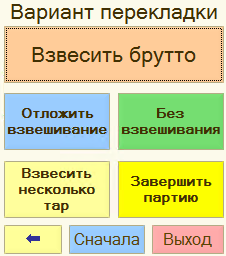 Вариант перекладки
Взвесить брутто
Отложить
взвешивание
Без
взвешивания
Взвесить
несколько
тар
Завершить
партию
Сначала
Выход